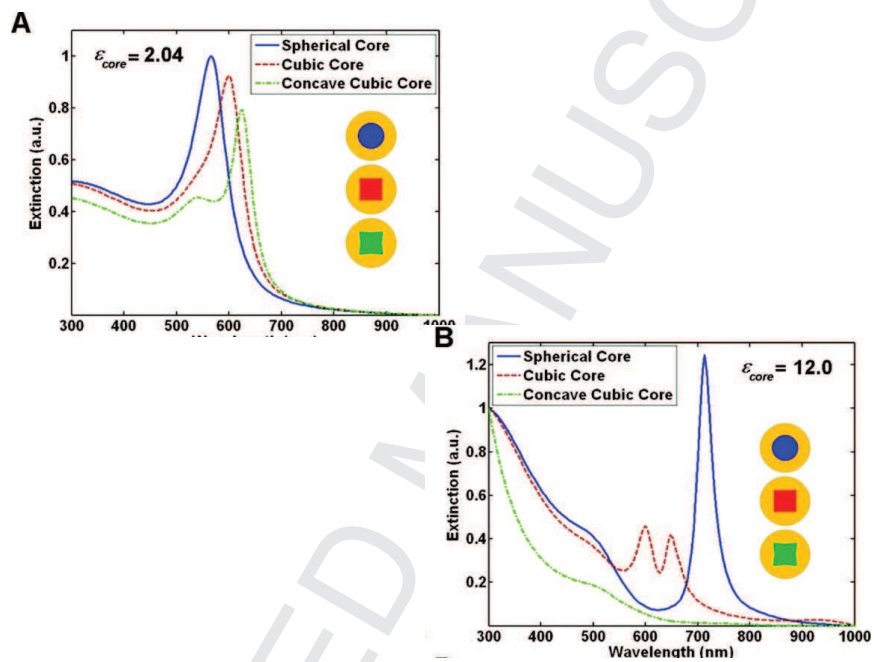 A
ε_core = 2.04
Spherical Core
Cubic Core
Concave Cubic Core
Extinction (a.u.)
1
0.8
0.6
0.4
0.2
300 400 500 600 700 800 900
B
Spherical Core
Cubic Core
Concave Cubic Core
ε_core = 12.0
Extinction (a.u.)
1.2
1
0.8
0.6
0.4
0.2
300 400 500 600 700 800 900 1000
Wavelength (nm)